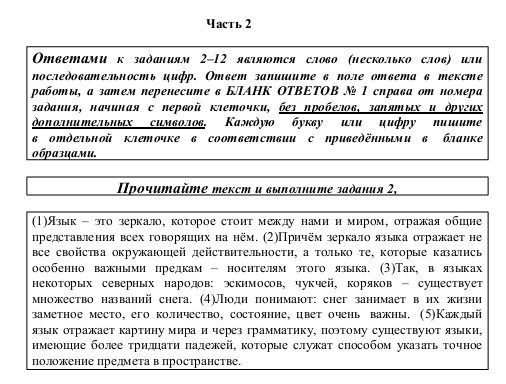 Часть 2
Ответами к заданиям 2–12 являются слово (несколько слов) или
последовательность цифр. Ответ запишите в поле ответа в тексте
работы, а затем перенесите в БЛАНК ОТВЕТОВ № 1 справа от номера
задания, начиная с первой клеточки, без пробелов, запятых и других
дополнительных символов. Каждую букву или цифру пишите
в отдельной клеточке в соответствии с приведёнными в бланке
образцами.
Прочитайте текст и выполните задания 2,
(1)Язык – это зеркало, которое стоит между нами и миром, отражая общие
представления всех говорящих на нём. (2)Причём зеркало языка отражает не
все свойства окружающей действительности, а только те, которые казались
особенно важными предкам – носителям этого языка. (3)Так, в языках
некоторых северных народов: эскимосов, чукчей, коряков – существует
множество названий снега. (4)Люди понимают: снег занимает в их жизни
заметное место, его количество, состояние, цвет очень важны. (5)Каждый
язык отражает картину мира и через грамматику, поэтому существуют языки,
имеющие более тридцати падежей, которые служат способом указать точное
положение предмета в пространстве.